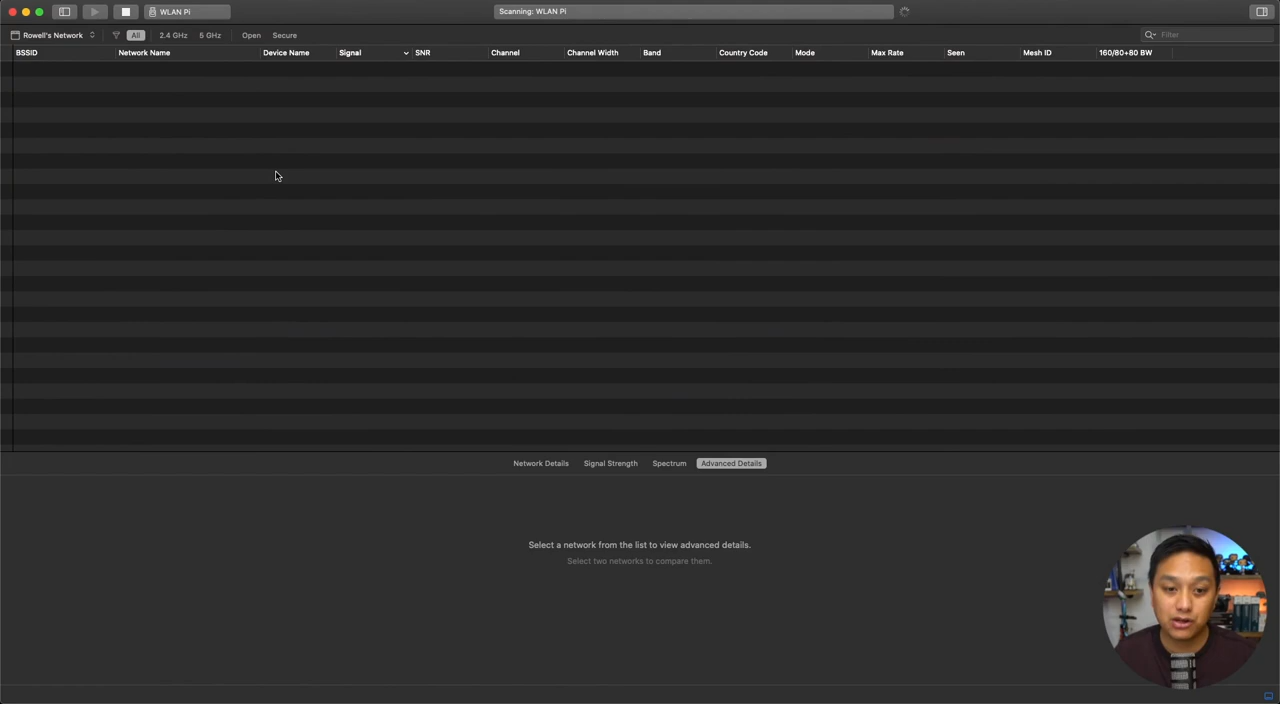 WLAN Pi
Scanning: WLAN Pi
Rowell's Network
All
2.4 GHz
5 GHz
Open
Secure
Filter
BSSID
Network Name
Device Name
Signal
SNR
Channel
Channel Width
Band
Country Code
Mode
Max Rate
Seen
Mesh ID
160/80+80 BW
Network Details
Signal Strength
Spectrum
Advanced Details
Select a network from the list to view advanced details.
Select two networks to compare them.